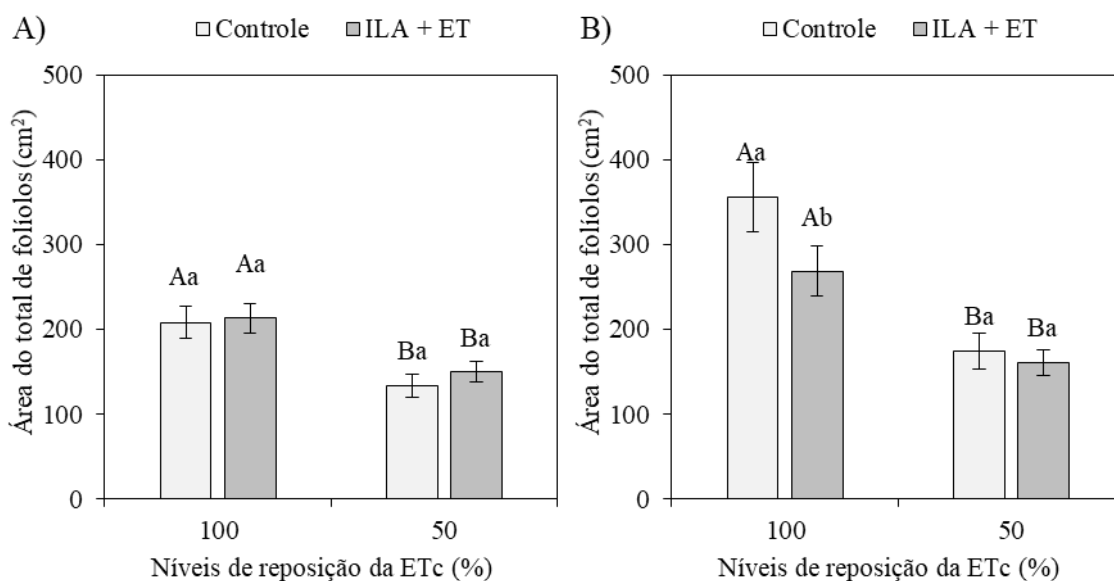 A)
Controle ILA + ET
Área do total de folíolos (cm²)
500
400
300
200
100
0
Aa Aa
Ba Ba
100 50
Níveis de reposição da ETc (%)
B)
Controle ILA + ET
Área do total de folíolos (cm²)
500
400
300
200
100
0
Aa
Ab
Ba Ba
100 50
Níveis de reposição da ETc (%)